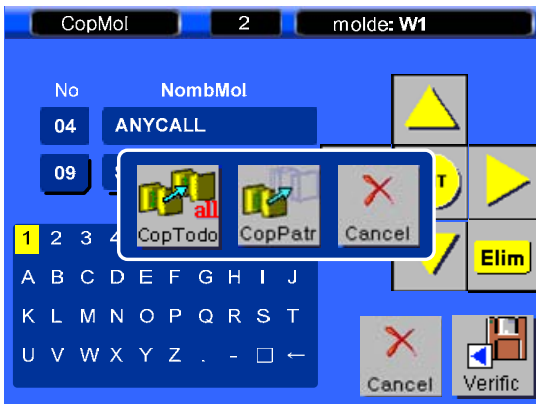 CopMol 2 molde: W1
No NombMol
04 ANYCALL
09
all
CopTodo CopPatr Cancel
1 2 3
Elim
A B C D E F G H I J
K L M N O P Q R S T
U V W X Y Z . - □ ←
Cancel Verific